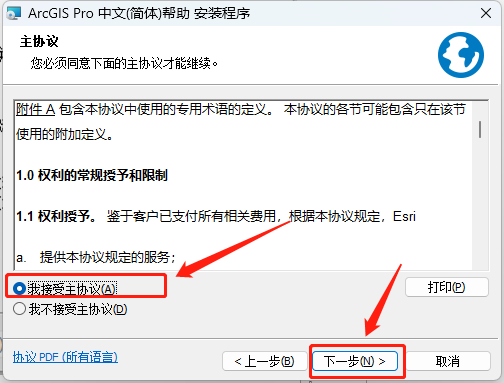 ArcGIS Pro 中文(简体)帮助 安装程序
主协议
您必须同意下面的主协议才能继续。
附件 A 包含本协议中使用的专用术语的定义。 本协议的各节可能包含只在该节
使用的附加定义。
1.0 权利的常规授予和限制
1.1 权利授予。 鉴于客户已支付所有相关费用，根据本协议规定，Esri
a. 提供本协议规定的服务；
我接受主协议(A)
我不接受主协议(D)
打印(P)
协议 PDF (所有语言)
< 上一步(B)
下一步(N) >
取消